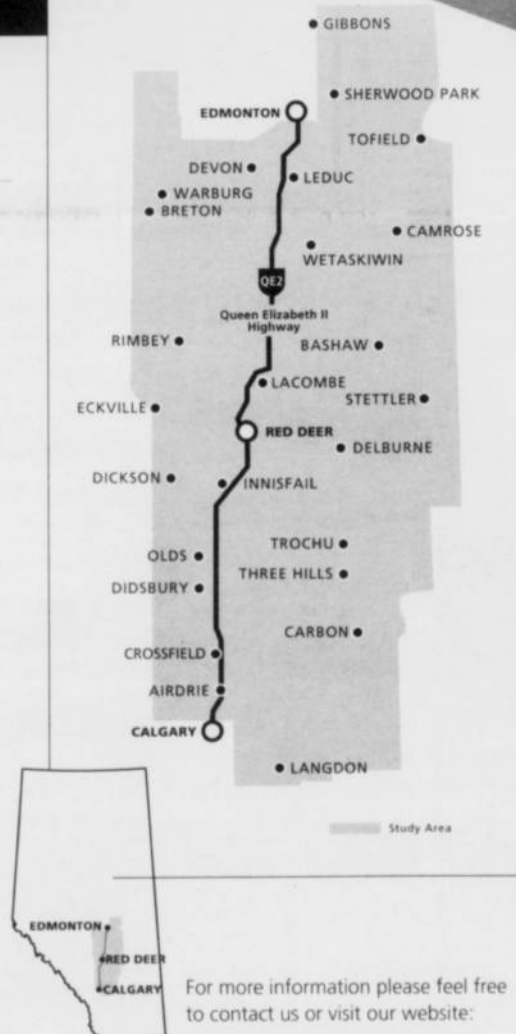 GIBBONS
SHERWOOD PARK
EDMONTON
TOFIELD
DEVON
LEDUC
WARBURG
BRETON
CAMROSE
WETASKIWIN
QE2
Queen Elizabeth II
Highway
RIMBEY
BASHAW
LACOMBE
STETTLER
ECKVILLE
RED DEER
DELBURNE
DICKSON
INNISFAIL
TROCHU
OLDS
THREE HILLS
DIDSBURY
CARBON
CROSSFIELD
AIRDRIE
CALGARY
LANGDON
Study Area
EDMONTON
RED DEER
CALGARY
For more information please feel free
to contact us or visit our website: